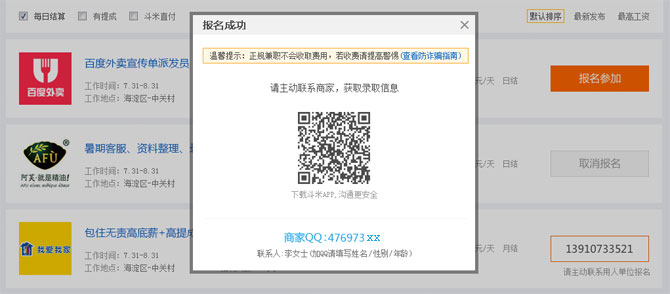 每日结算 有提成 斗米直付 默认排序 最新发布 最高工资
报名成功
温馨提示：正规兼职不会收取费用，若收费请提高警惕(查看防诈骗指南)
请主动联系商家，获取录取信息
下载斗米APP,沟通更安全
商家QQ:476973 xx
联系人:李女士(加QQ请填写姓名/性别/年龄)
百度外卖
百度外卖宣传单派发员
工作时间：7.31-8.31
工作地点：海淀区-中关村
元/天 日结
报名参加
AFU
阿芙·就是精油!
暑期客服、资料整理、
工作时间：7.31-8.31
工作地点：海淀区-中关村
元/天 日结
取消报名
我爱我家
包住无责高底薪+高提成
工作时间：7.31-8.31
工作地点：海淀区-中关村
元/天 月结
13910733521
请主动联系用人单位报名